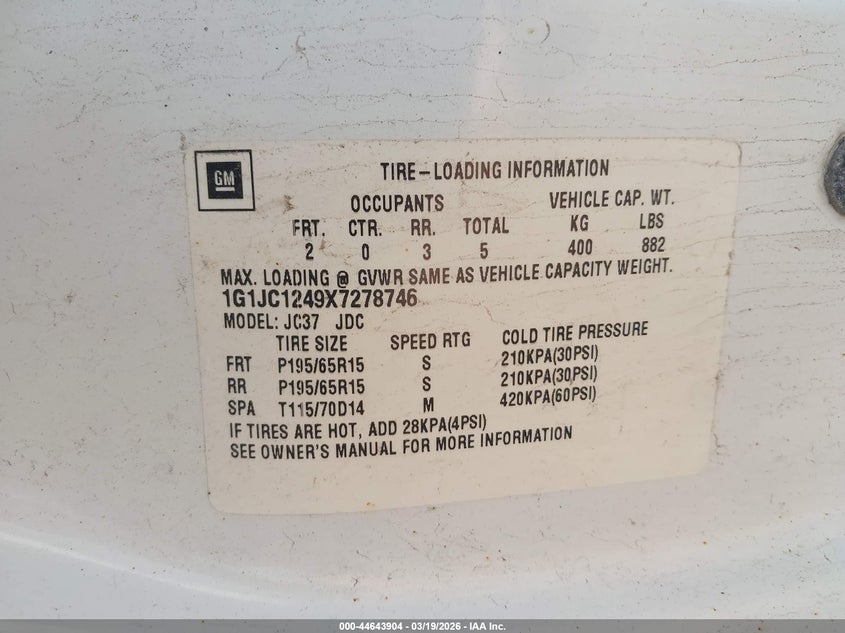 GM
TIRE-LOADING INFORMATION
OCCUPANTS VEHICLE CAP. WT.
FRT. CTR. RR. TOTAL KG LBS
2 0 3 5 400 882
MAX. LOADING @ GVWR SAME AS VEHICLE CAPACITY WEIGHT.
1G1JC1249X7278746
MODEL: JC37 JDC
TIRE SIZE SPEED RTG COLD TIRE PRESSURE
FRT P195/65R15 S 210KPA(30PSI)
RR P195/65R15 S 210KPA(30PSI)
SPA T115/70D14 M 420KPA(60PSI)
IF TIRES ARE HOT, ADD 28KPA(4PSI)
SEE OWNER'S MANUAL FOR MORE INFORMATION
000-44643904 - 03/19/2026 - IAA Inc.